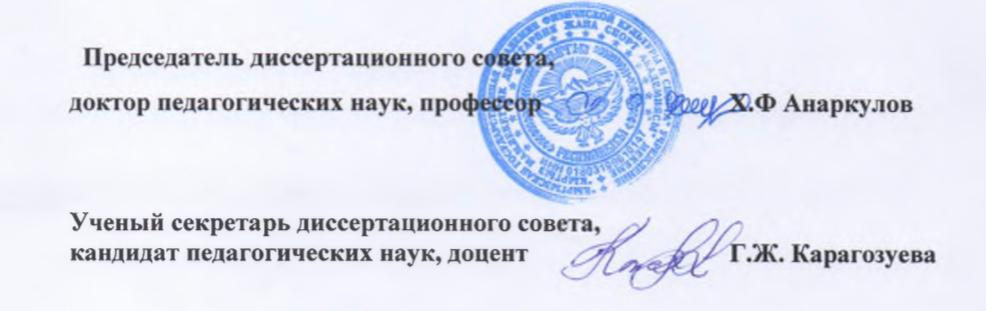 Председатель диссертационного совета,
доктор педагогических наук, профессор Х.Ф Анаркулов
Ученый секретарь диссертационного совета,
кандидат педагогических наук, доцент Г.Ж. Карагозуева